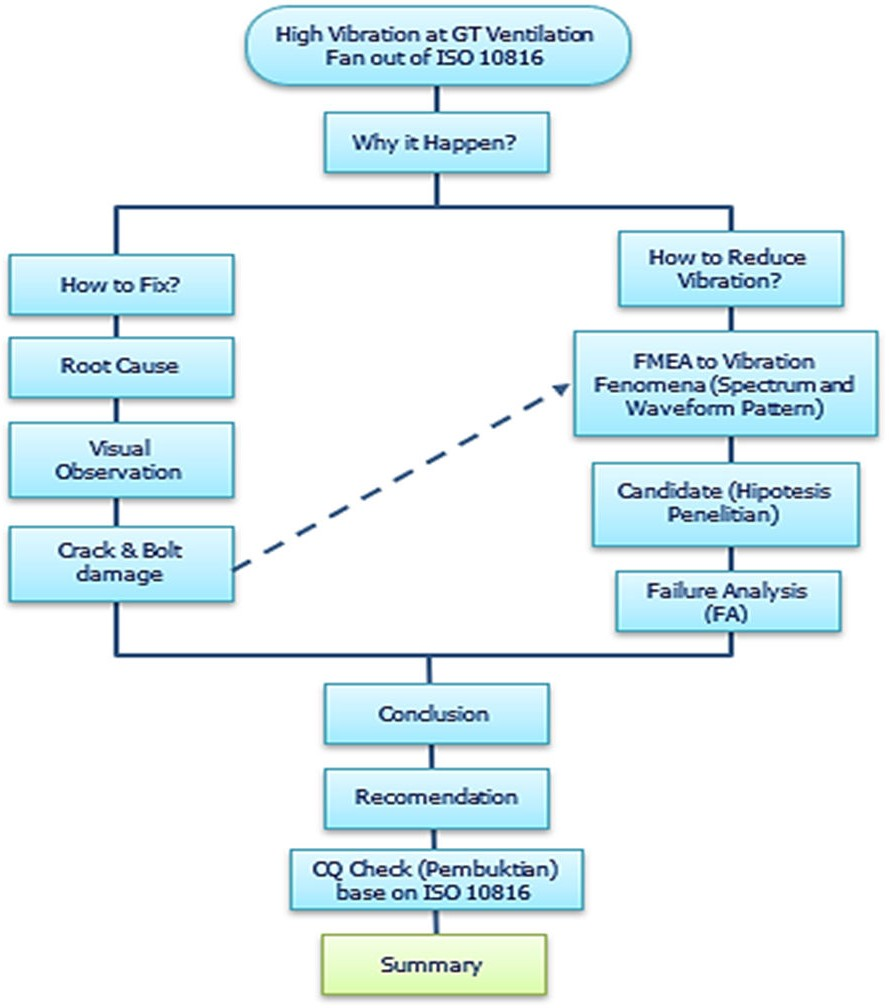 High Vibration at GT Ventilation
Fan out of ISO 10816
Why it Happen?
How to Fix?
Root Cause
Visual
Observation
Crack & Bolt
damage
How to Reduce
Vibration?
FMEA to Vibration
Fenomena (Spectrum and
Waveform Pattern)
Candidate (Hipotesis
Penelitian)
Failure Analysis
(FA)
Conclusion
Recomendation
CQ Check (Pembuktian)
base on ISO 10816
Summary